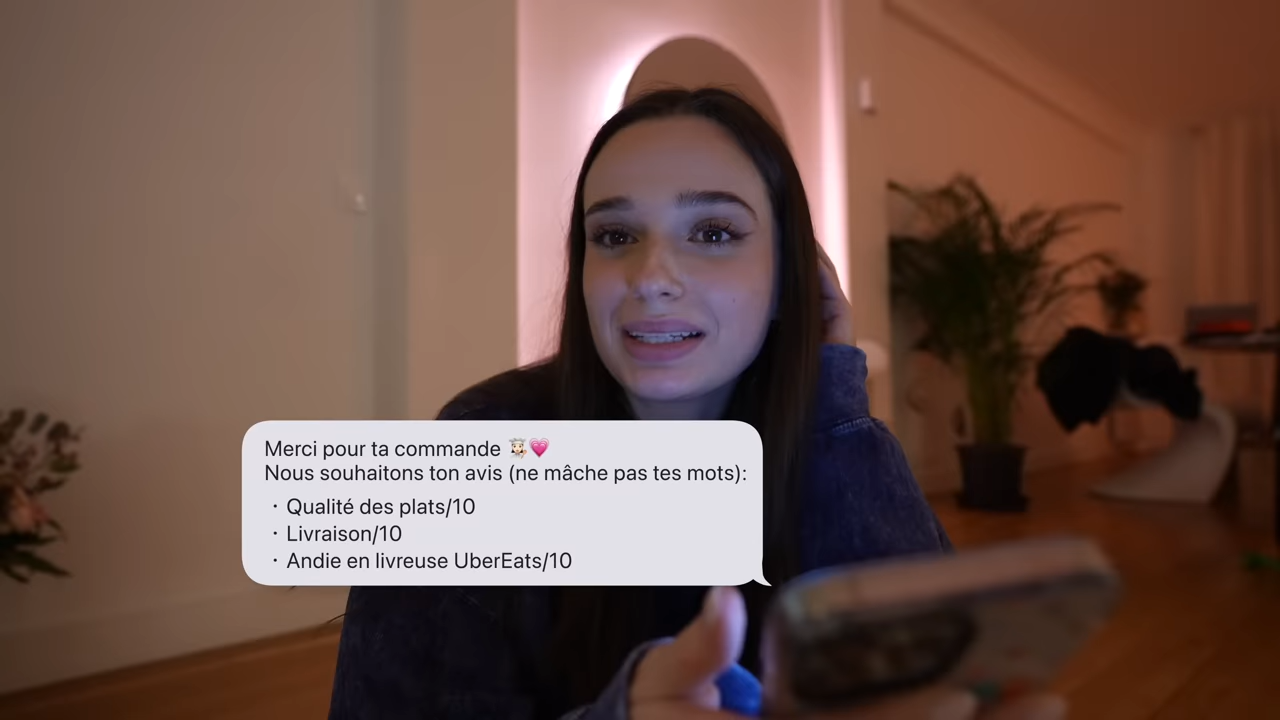 Merci pour ta commande 👩🏻‍🍳💗
Nous souhaitons ton avis (ne mâche pas tes mots):
· Qualité des plats/10
· Livraison/10
· Andie en livreuse UberEats/10